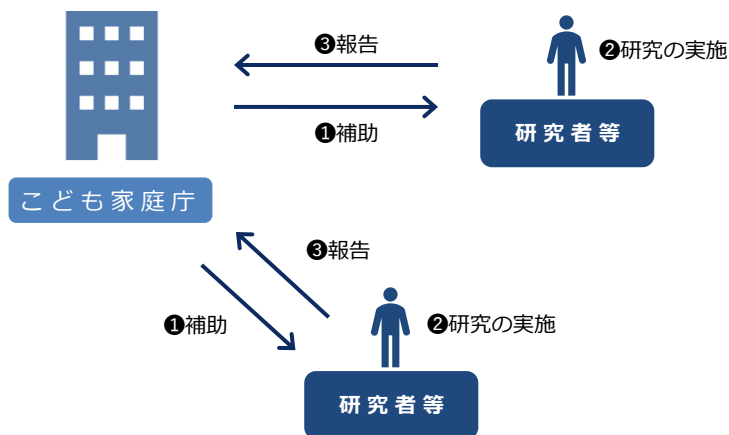 ❸報告
❷研究の実施
❶補助
研究者等
こども家庭庁
❸報告
❶補助
❷研究の実施
研究者等